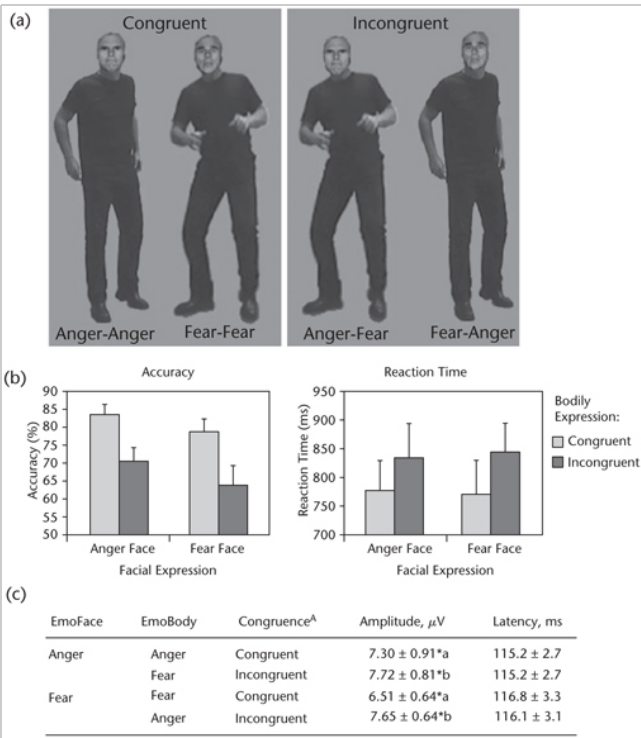 (a)
Congruent Incongruent
Anger-Anger Fear-Fear Anger-Fear Fear-Anger
(b)
Accuracy
90
85
80
75
70
65
60
55
50
Accuracy (%)
Anger Face Fear Face
Facial Expression
Reaction Time
950
900
850
800
750
700
Reaction Time (ms)
Anger Face Fear Face
Facial Expression
Bodily
Expression:
Congruent
Incongruent
(c)
EmoFace EmoBody Congruenceᴬ Amplitude, μV Latency, ms
Anger Anger Congruent 7.30 ± 0.91*a 115.2 ± 2.7
Fear Incongruent 7.72 ± 0.81*b 115.2 ± 2.7
Fear Fear Congruent 6.51 ± 0.64*a 116.8 ± 3.3
Anger Incongruent 7.65 ± 0.64*b 116.1 ± 3.1